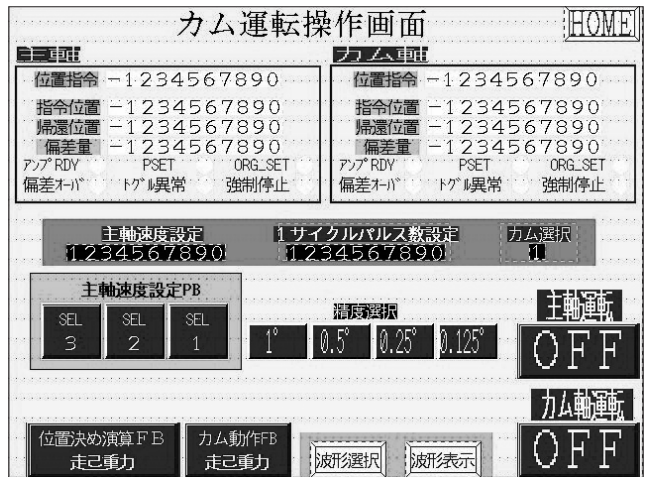 カム運転操作画面
HOME
主軸
カム軸
位置指令 -1234567890
位置指令 -1234567890
指令位置 -1234567890
指令位置 -1234567890
帰還位置 -1234567890
帰還位置 -1234567890
偏差量 -1234567890
偏差量 -1234567890
アンプRDY PSET ORG_SET
アンプRDY PSET ORG_SET
偏差オーバ トグル異常 強制停止
偏差オーバ トグル異常 強制停止
主軸速度設定 1サイクルパルス数設定 カム選択
1234567890 1234567890 1
主軸速度設定PB
精度選択
主軸運転
SEL 3
SEL 2
SEL 1
1° 0.5° 0.25° 0.125°
OFF
カム軸運転
位置決め演算FB
起動
カム動作FB
起動
波形選択
波形表示
OFF